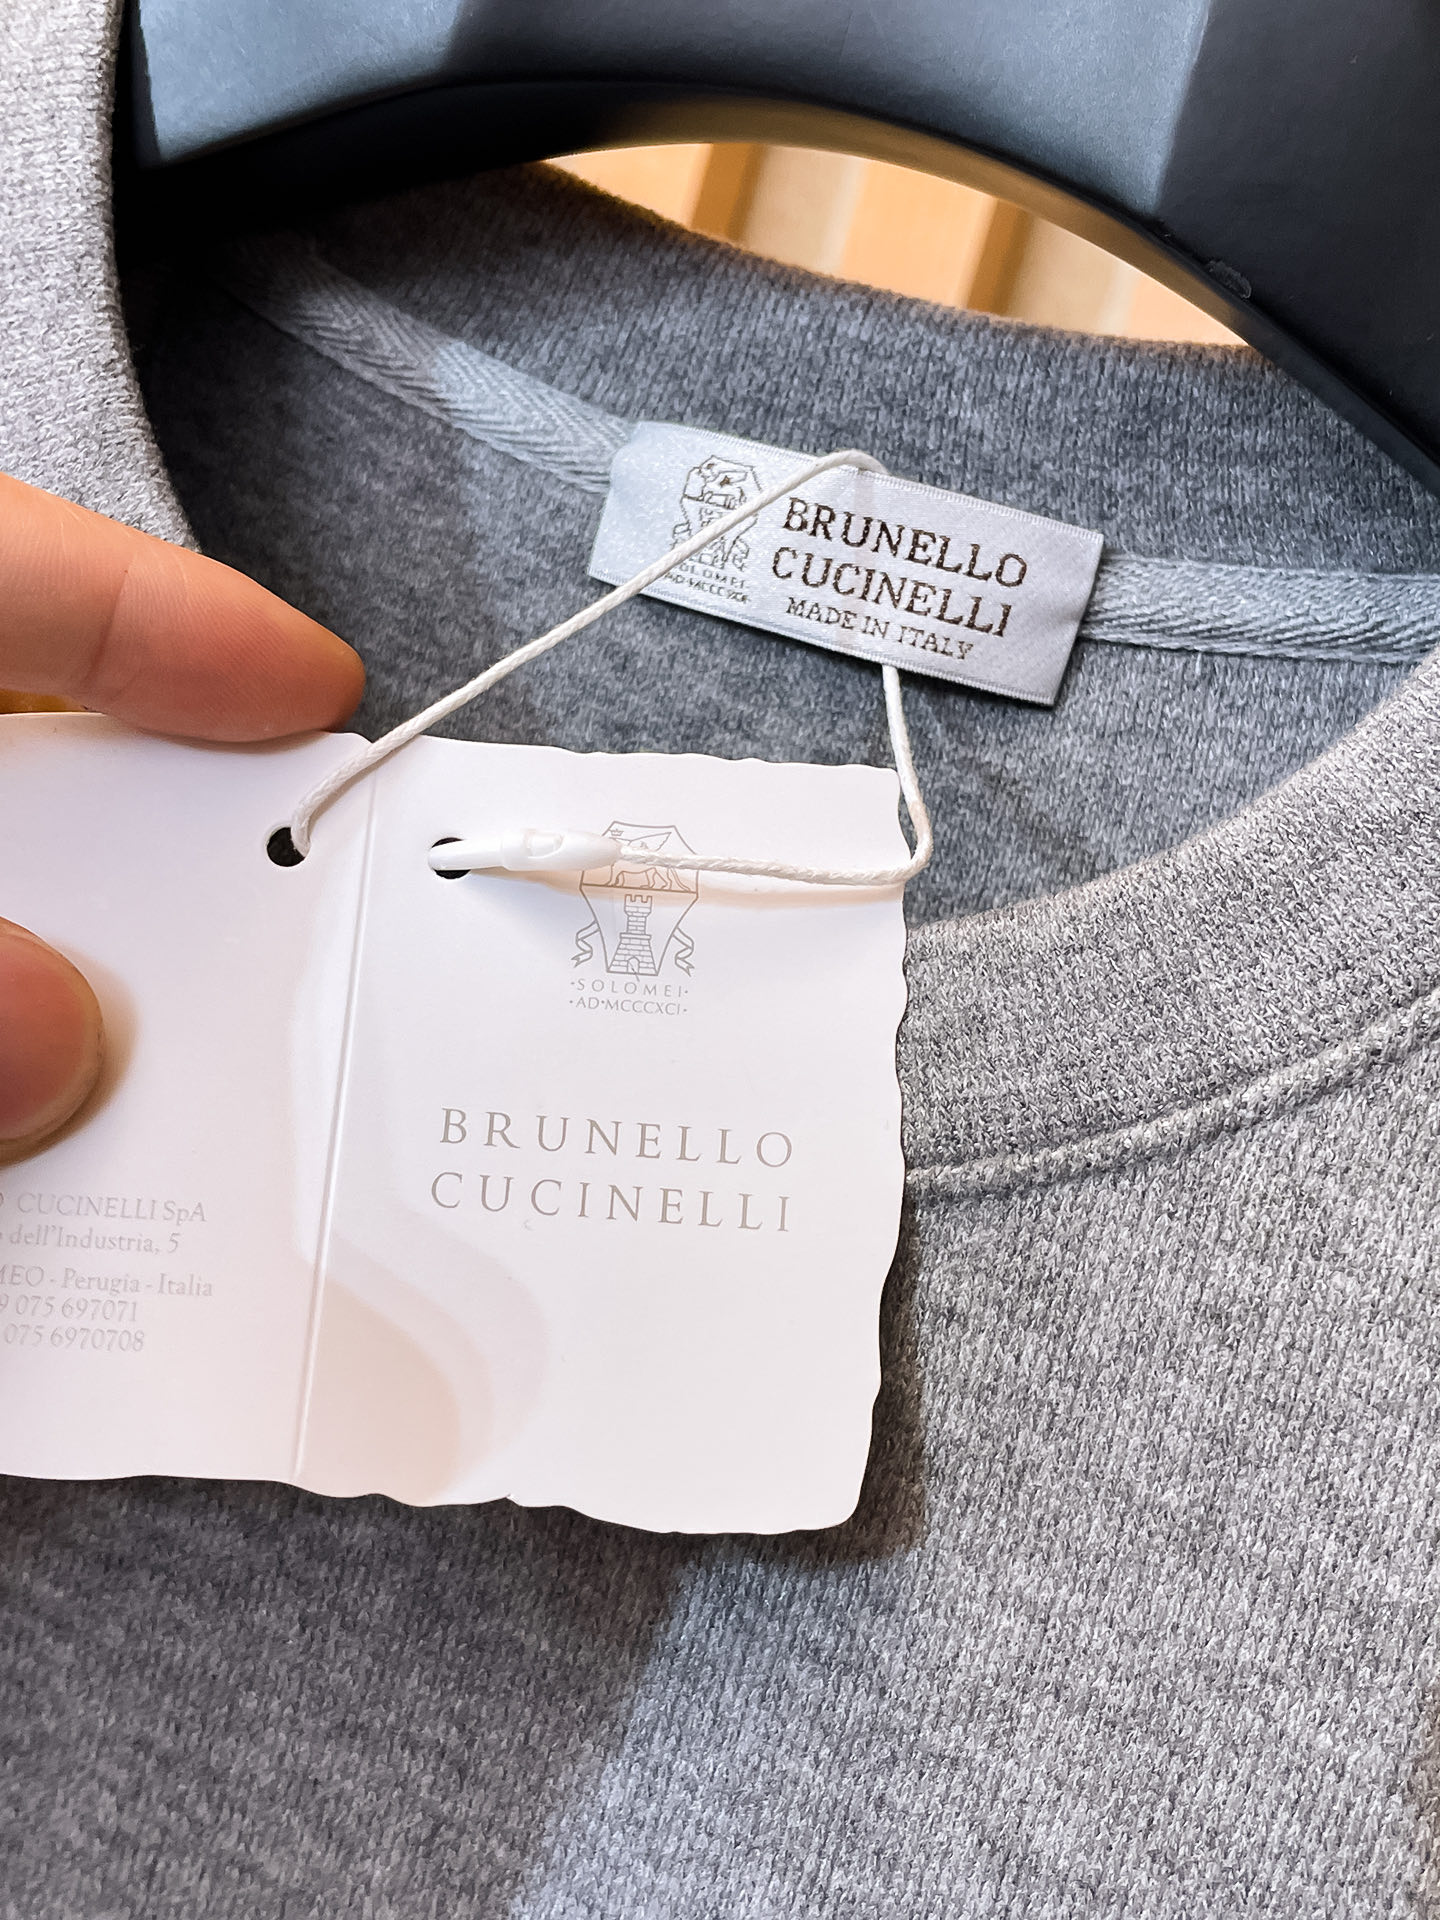 BRUNELLO
CUCINELLI
MADE IN ITALY
·SOLOMEI·
·AD·MCCCXCI·
BRUNELLO
CUCINELLI
CUCINELLI SpA
dell'Industria, 5
- Perugia - Italia
075 697071
075 6970708